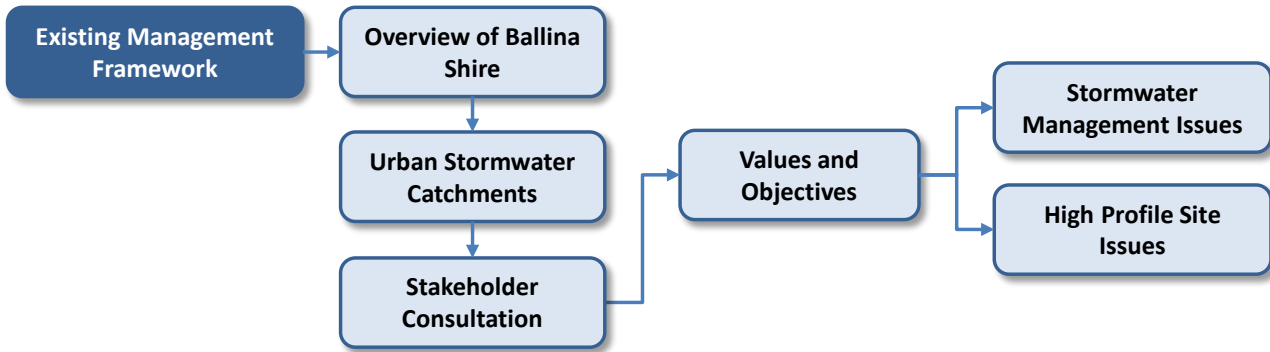 Existing Management
Framework
Overview of Ballina
Shire
Urban Stormwater
Catchments
Stakeholder
Consultation
Values and
Objectives
Stormwater
Management Issues
High Profile Site
Issues